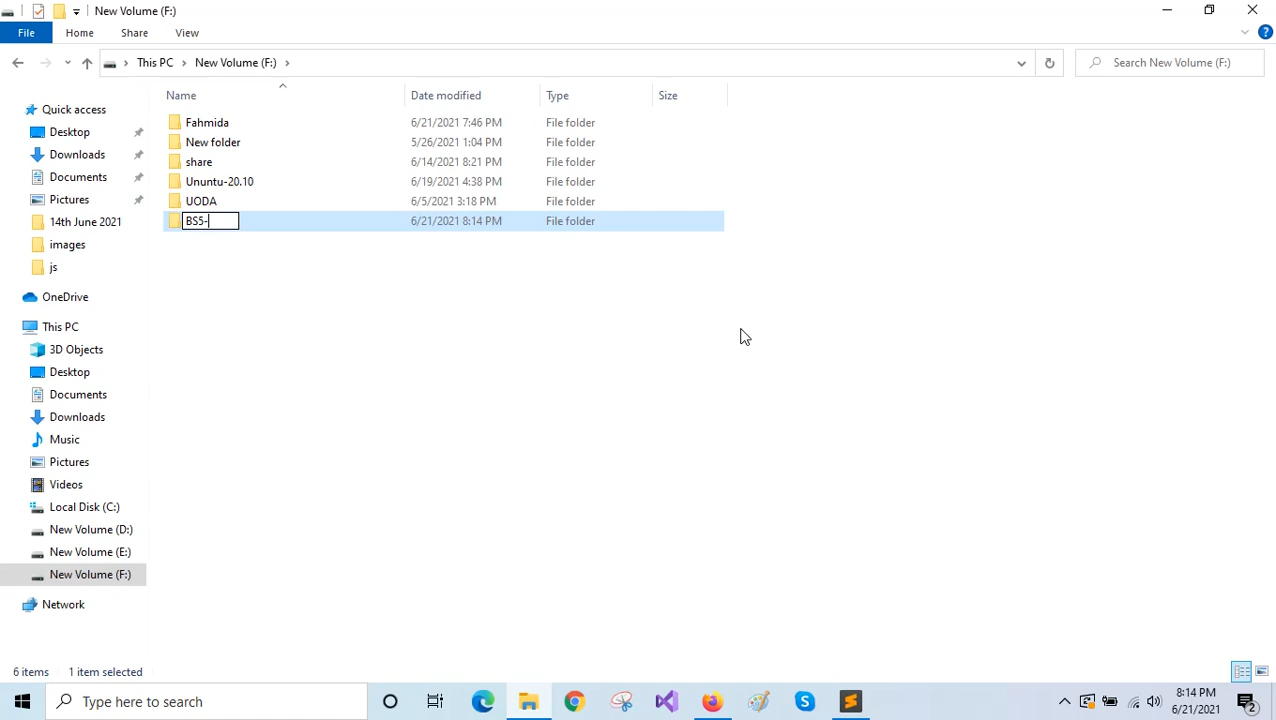 New Volume (F:)
File Home Share View
This PC New Volume (F:) Search New Volume (F:)
Name Date modified Type Size
Quick access
Desktop
Downloads
Documents
Pictures
14th June 2021
images
js
OneDrive
This PC
3D Objects
Desktop
Documents
Downloads
Music
Pictures
Videos
Local Disk (C:)
New Volume (D:)
New Volume (E:)
New Volume (F:)
Network
Fahmida 6/21/2021 7:46 PM File folder
New folder 5/26/2021 1:04 PM File folder
share 6/14/2021 8:21 PM File folder
Ununtu-20.10 6/19/2021 4:38 PM File folder
UODA 6/5/2021 3:18 PM File folder
BS5- 6/21/2021 8:14 PM File folder
6 items 1 item selected
Type here to search
8:14 PM
6/21/2021
2